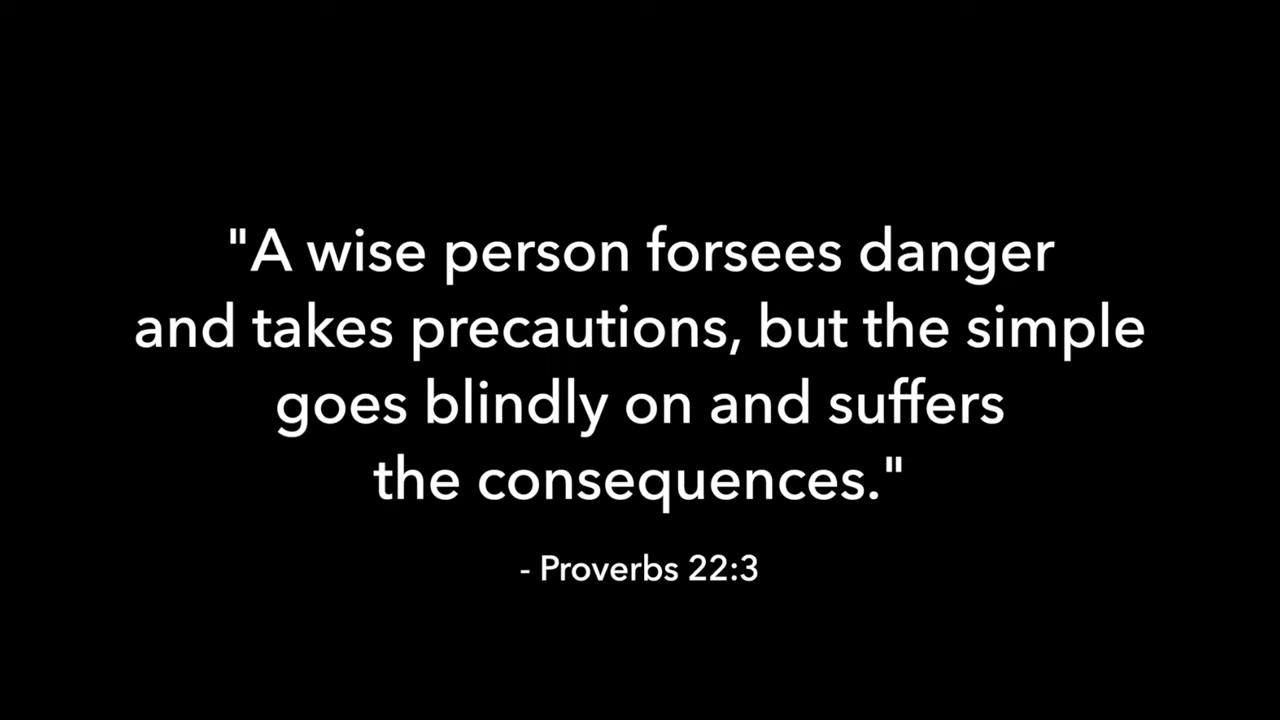 "A wise person forsees danger
and takes precautions, but the simple
goes blindly on and suffers
the consequences."
- Proverbs 22:3